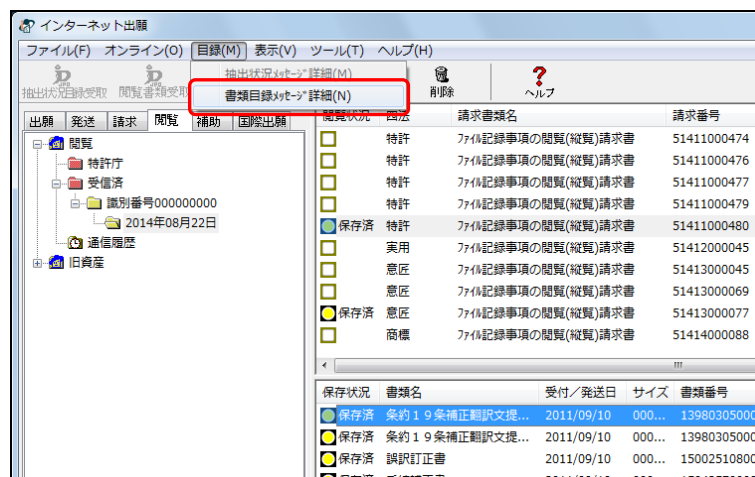 インターネット出願
ファイル(F) オンライン(O) 目録(M) 表示(V) ツール(T) ヘルプ(H)
抽出状況目録受取 閲覧書類受取 削除 ヘルプ
抽出状況ﾒｯｾｰｼﾞ詳細(M)
書類目録ﾒｯｾｰｼﾞ詳細(N)
出願 発送 請求 閲覧 補助 国際出願
閲覧
特許庁
受信済
識別番号000000000
2014年08月22日
通信履歴
旧資産
閲覧状況 四法 請求書類名 請求番号
特許 ﾌｧｲﾙ記録事項の閲覧(縦覧)請求書 51411000474
特許 ﾌｧｲﾙ記録事項の閲覧(縦覧)請求書 51411000476
特許 ﾌｧｲﾙ記録事項の閲覧(縦覧)請求書 51411000477
特許 ﾌｧｲﾙ記録事項の閲覧(縦覧)請求書 51411000479
保存済 特許 ﾌｧｲﾙ記録事項の閲覧(縦覧)請求書 51411000480
実用 ﾌｧｲﾙ記録事項の閲覧(縦覧)請求書 51412000045
意匠 ﾌｧｲﾙ記録事項の閲覧(縦覧)請求書 51413000045
意匠 ﾌｧｲﾙ記録事項の閲覧(縦覧)請求書 51413000069
保存済 意匠 ﾌｧｲﾙ記録事項の閲覧(縦覧)請求書 51413000077
商標 ﾌｧｲﾙ記録事項の閲覧(縦覧)請求書 51414000088
保存状況 書類名 受付／発送日 サイズ 書類番号
保存済 条約１９条補正翻訳文提... 2011/09/10 000... 13980305000
保存済 条約１９条補正翻訳文提... 2011/09/10 000... 13980305000
保存済 誤訳訂正書 2011/09/10 000... 15002510800